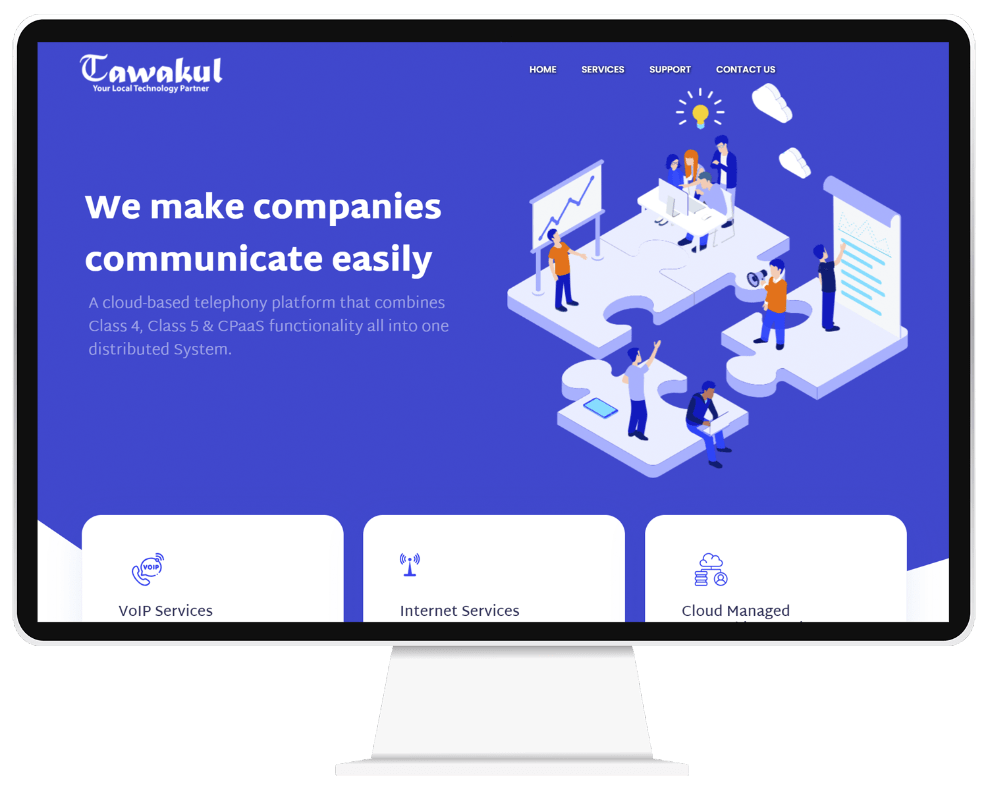 Tawakul
Your Local Technology Partner
HOME SERVICES SUPPORT CONTACT US
We make companies
communicate easily
A cloud-based telephony platform that combines
Class 4, Class 5 & CPaaS functionality all into one
distributed System.
VOIP
VoIP Services
Internet Services
Cloud Managed